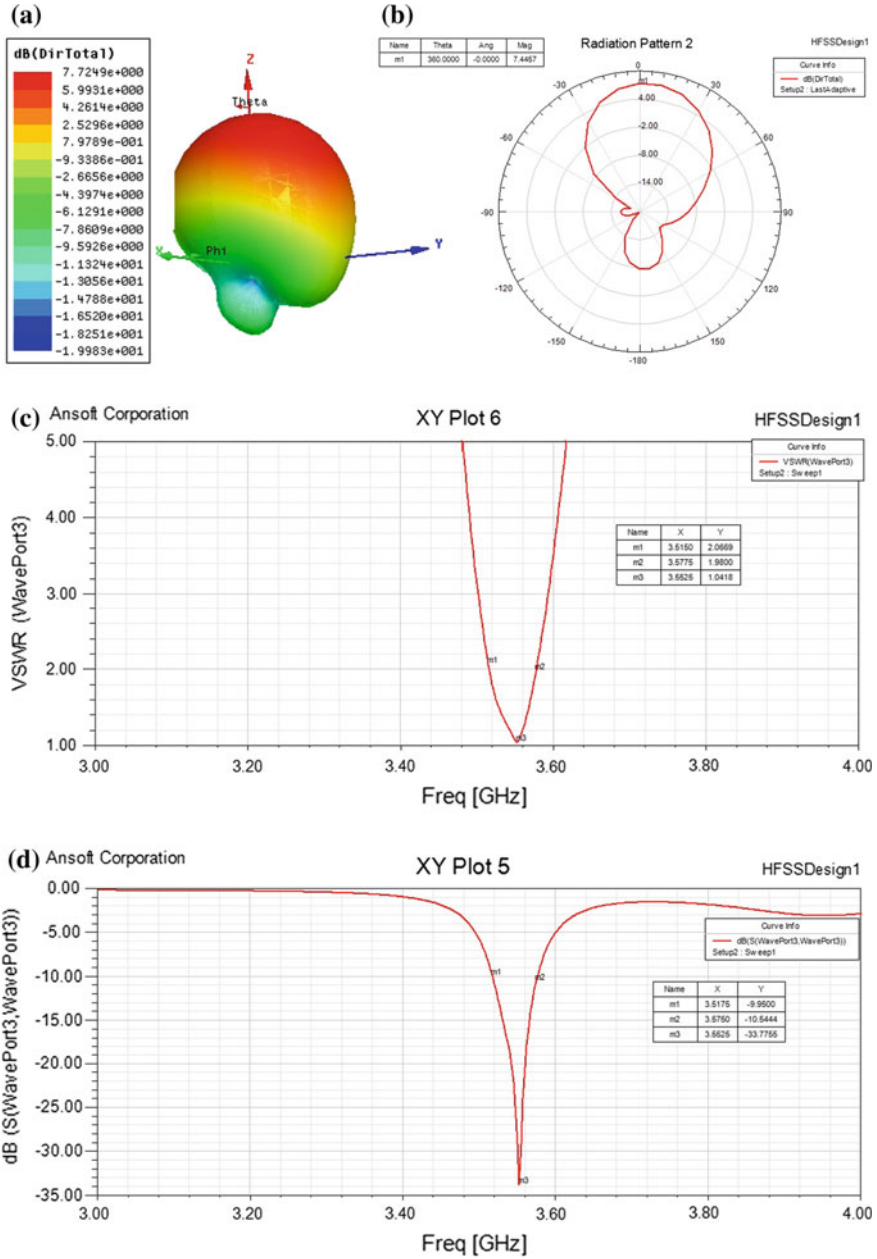 (a)
dB(DirTotal)
7.7249e+000
5.9931e+000
4.2614e+000
2.5296e+000
7.9789e-001
-9.3386e-001
-2.6656e+000
-4.3974e+000
-6.1291e+000
-7.8609e+000
-9.5926e+000
-1.1324e+001
-1.3056e+001
-1.4788e+001
-1.6520e+001
-1.8251e+001
-1.9983e+001
Z
Theta
X
Phi
Y
(b)
Name Theta Ang Mag
m1 360.0000 -0.0000 7.4467
Radiation Pattern 2
HFSSDesign1
Curve Info
dB(DirTotal)
Setup2 : LastAdaptive
0
m1
-30
30
4.00
-60
60
-2.00
-8.00
-14.00
-90
90
-120
120
-150
150
-180
(c)
Ansoft Corporation
XY Plot 6
HFSSDesign1
Curve Info
VSWR(WavePort3)
Setup2 : Sweep1
5.00
4.00
3.00
2.00
1.00
VSWR (WavePort3)
Name X Y
m1 3.5150 2.0669
m2 3.5775 1.9800
m3 3.5525 1.0418
m1
m2
m3
3.00 3.20 3.40 3.60 3.80 4.00
Freq [GHz]
(d)
Ansoft Corporation
XY Plot 5
HFSSDesign1
Curve Info
dB(S(WavePort3,WavePort3))
Setup2 : Sweep1
0.00
-5.00
-10.00
-15.00
-20.00
-25.00
-30.00
-35.00
dB (S(WavePort3,WavePort3))
Name X Y
m1 3.5175 -9.9500
m2 3.5750 -10.5444
m3 3.5525 -33.7755
m1
m2
m3
3.00 3.20 3.40 3.60 3.80 4.00
Freq [GHz]